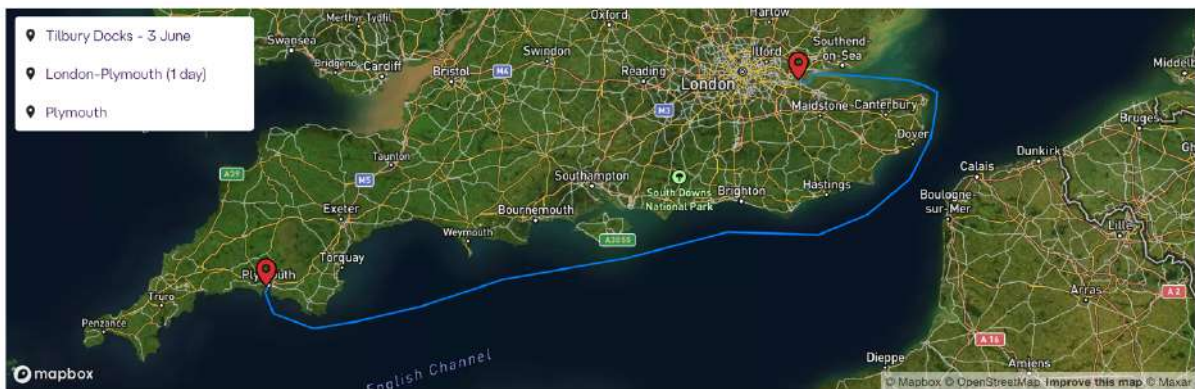 Tilbury Docks - 3 June
London-Plymouth (1 day)
Plymouth
Merthyr Tydfil
Swansea
Bridgend
Cardiff
Bristol
M4
Swindon
Oxford
Reading
Harlow
Ilford
London
Southend-
on-Sea
M3
Maidstone
Canterbury
Dover
Middelb
Bruges
Gh
Dunkirk
Calais
Boulogne-
sur-Mer
Lille
A39
Taunton
M5
Exeter
Southampton
South Downs
National Park
Brighton
Hastings
Bournemouth
Weymouth
A3055
Torquay
Plymouth
Truro
Penzance
Arras
A 2
A 16
Amiens
Dieppe
English Channel
mapbox
© Mapbox © OpenStreetMap Improve this map © Maxar